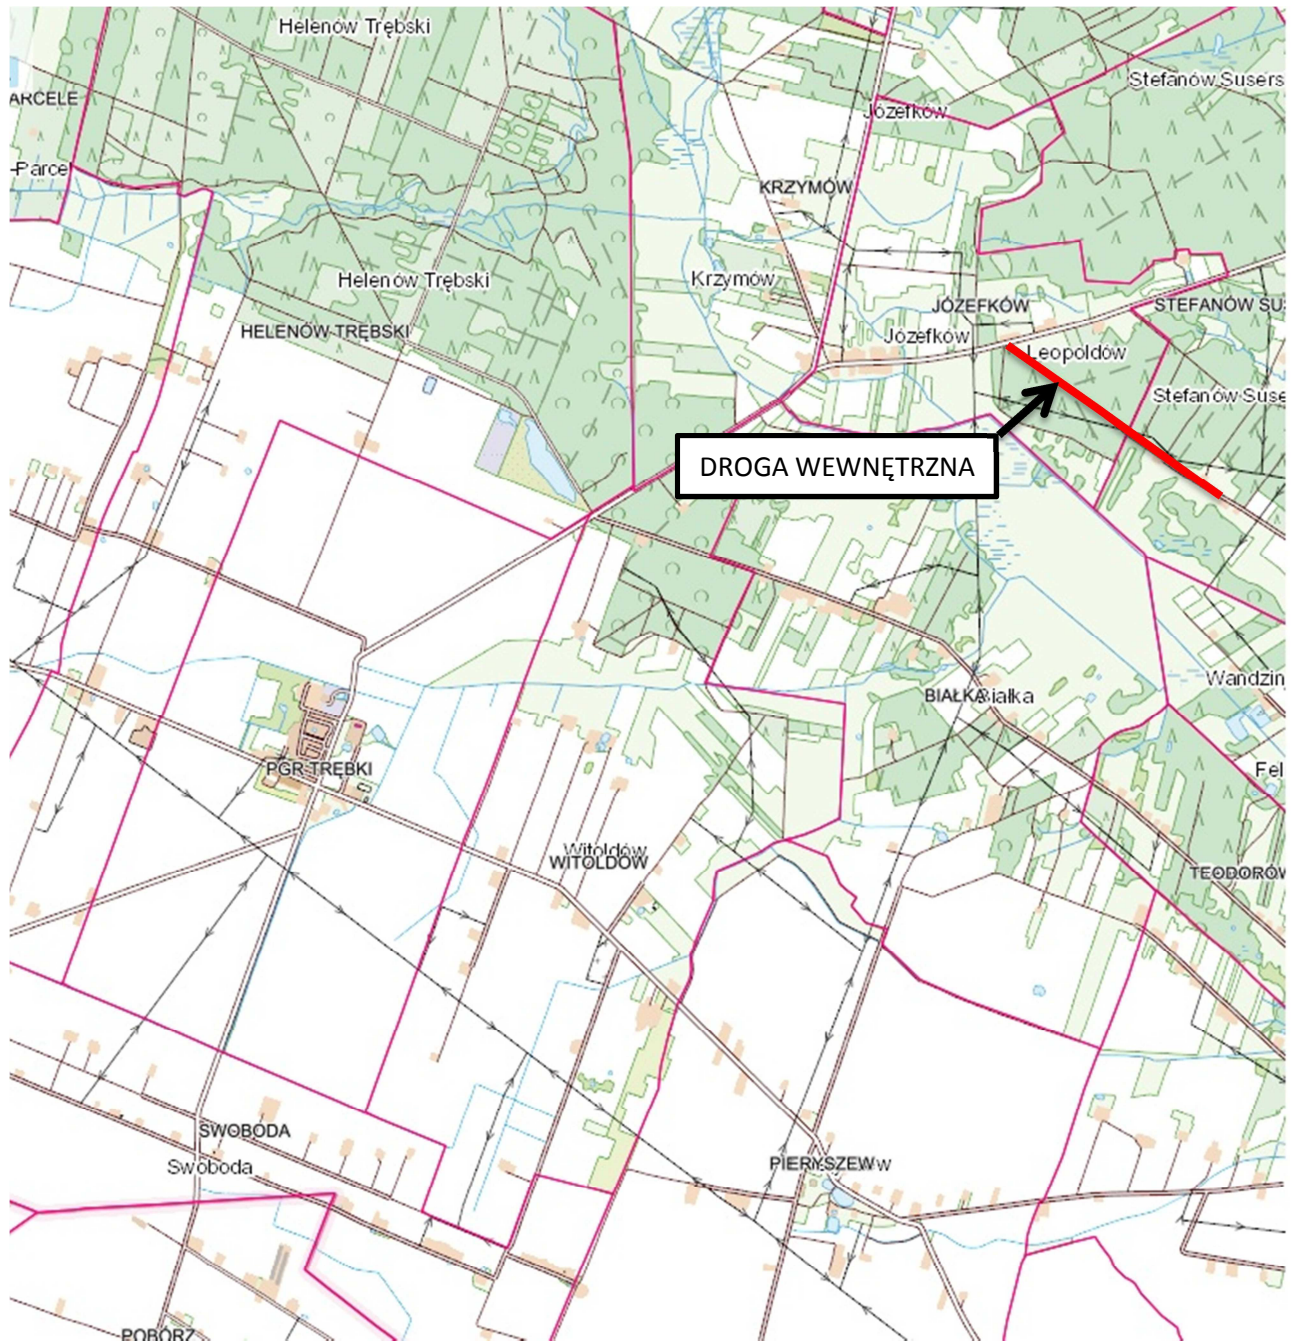 Helenów Trębski
Stefanów Susers
ARCELE
Józefków
-Parce
KRZYMÓW
Helenów Trębski
Krzymów
JÓZEFKÓW
STEFANÓW SU
HELENÓW TRĘBSKI
Józefków
Leopoldów
Stefanów Suse
DROGA WEWNĘTRZNA
Wandzin
BIAŁKA
Białka
PGR TRĘBKI
Fel
Witoldów
WITOLDÓW
TEODORÓW
SWOBODA
Swoboda
PIERYSZEW
POBÓRZ